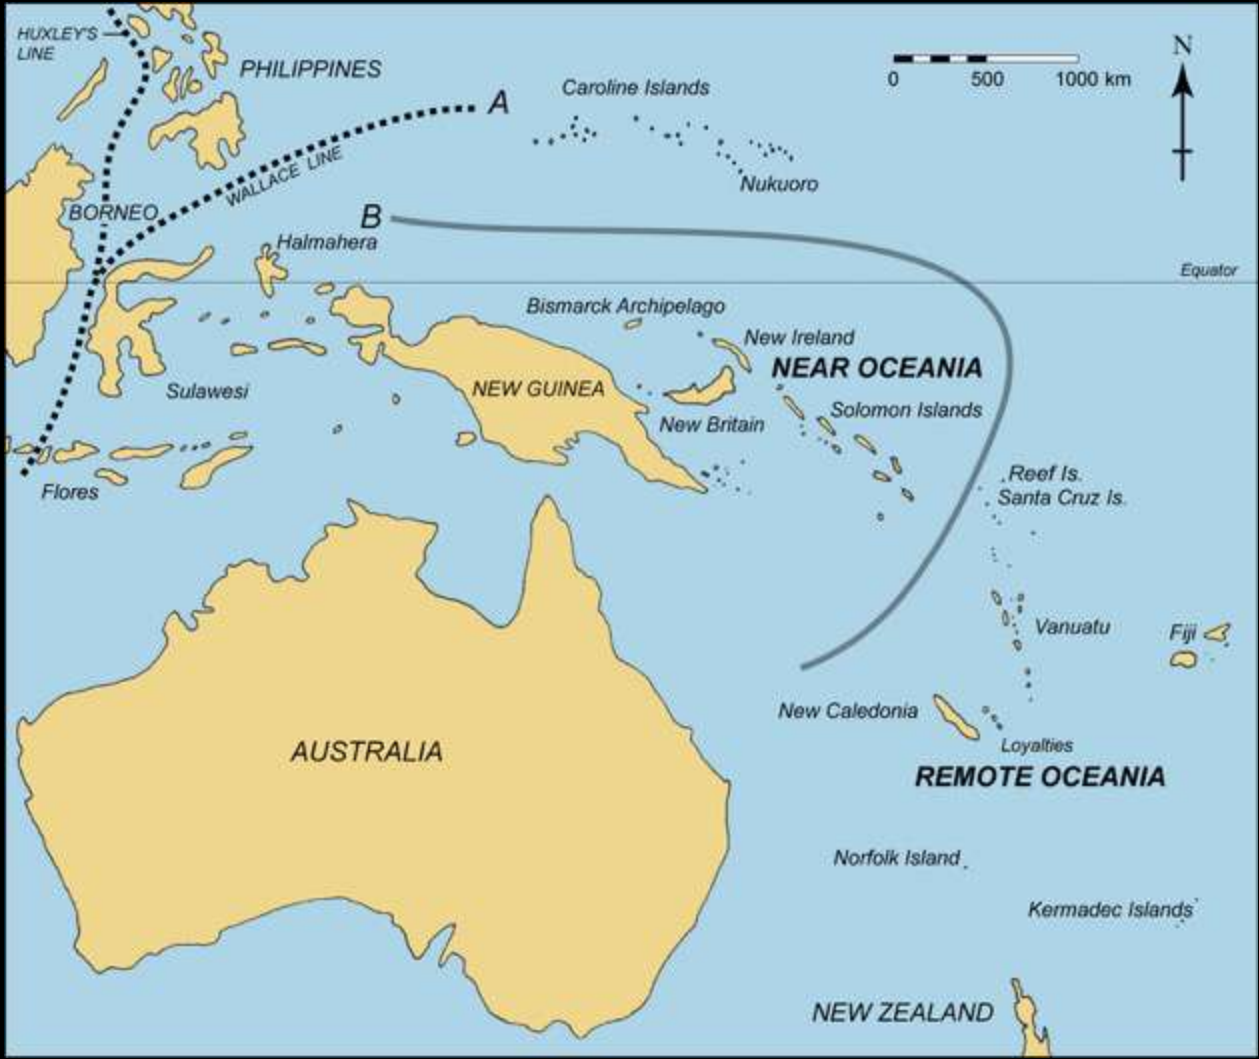 HUXLEY'S
LINE
PHILIPPINES
N
0 500 1000 km
Caroline Islands
A
WALLACE LINE
Nukuoro
BORNEO
B
Halmahera
Equator
Bismarck Archipelago
New Ireland
NEAR OCEANIA
Sulawesi
NEW GUINEA
Solomon Islands
New Britain
Flores
Reef Is.
Santa Cruz Is.
Vanuatu
Fiji
New Caledonia
Loyalties
AUSTRALIA
REMOTE OCEANIA
Norfolk Island
Kermadec Islands
NEW ZEALAND